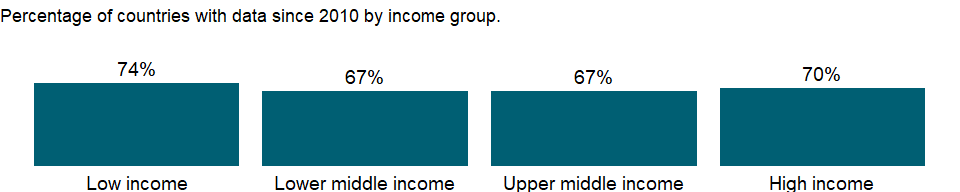 Percentage of countries with data since 2010 by income group.
74%
67%
67%
70%
Low income
Lower middle income
Upper middle income
High income